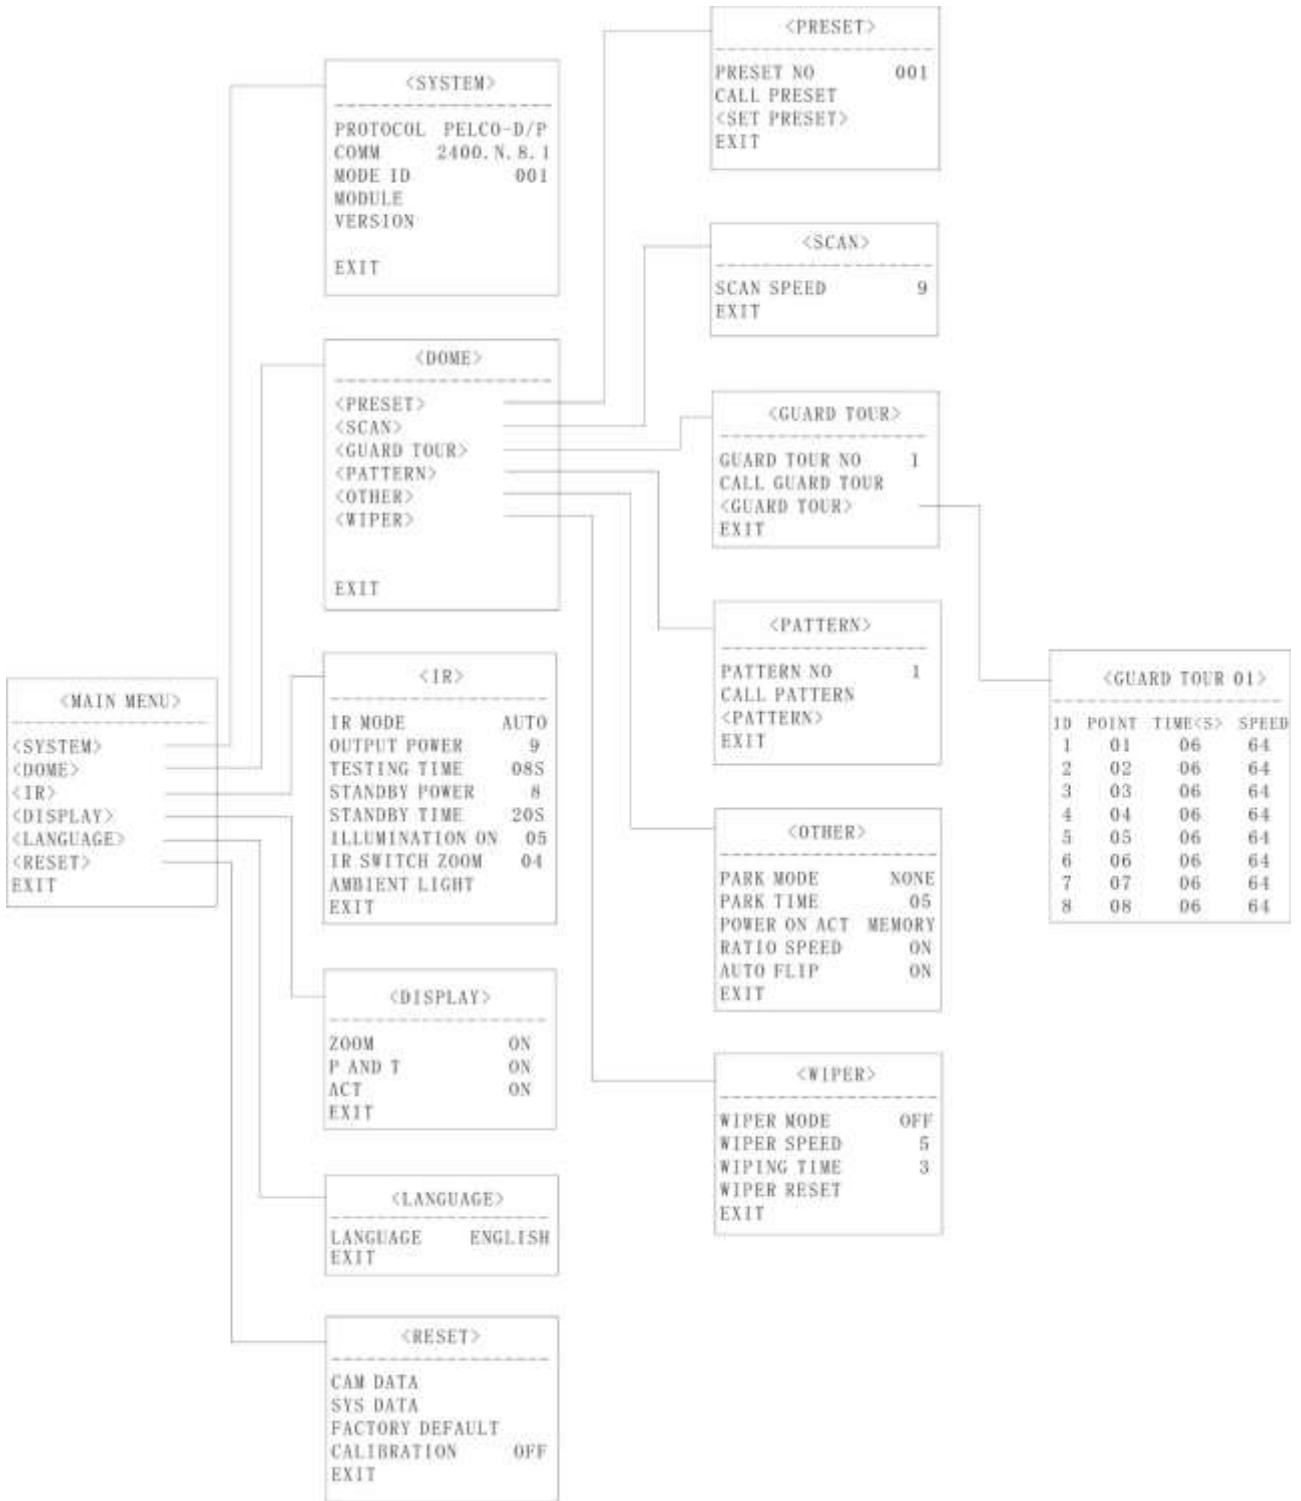 <MAIN MENU>
<SYSTEM>
<DOME>
<IR>
<DISPLAY>
<LANGUAGE>
<RESET>
EXIT
<SYSTEM>
PROTOCOL PELCO-D/P
COMM 2400.N.8.1
MODE ID 001
MODULE
VERSION
EXIT
<DOME>
<PRESET>
<SCAN>
<GUARD TOUR>
<PATTERN>
<OTHER>
<WIPER>
EXIT
<IR>
IR MODE AUTO
OUTPUT POWER 9
TESTING TIME 08S
STANDBY POWER 8
STANDBY TIME 20S
ILLUMINATION ON 05
IR SWITCH ZOOM 04
AMBIENT LIGHT
EXIT
<DISPLAY>
ZOOM ON
P AND T ON
ACT ON
EXIT
<LANGUAGE>
LANGUAGE ENGLISH
EXIT
<RESET>
CAM DATA
SYS DATA
FACTORY DEFAULT
CALIBRATION OFF
EXIT
<PRESET>
PRESET NO 001
CALL PRESET
<SET PRESET>
EXIT
<SCAN>
SCAN SPEED 9
EXIT
<GUARD TOUR>
GUARD TOUR NO 1
CALL GUARD TOUR
<GUARD TOUR>
EXIT
<PATTERN>
PATTERN NO 1
CALL PATTERN
<PATTERN>
EXIT
<OTHER>
PARK MODE NONE
PARK TIME 05
POWER ON ACT MEMORY
RATIO SPEED ON
AUTO FLIP ON
EXIT
<WIPER>
WIPER MODE OFF
WIPER SPEED 5
WIPING TIME 3
WIPER RESET
EXIT
<GUARD TOUR 01>
ID POINT TIME<S> SPEED
1 01 06 64
2 02 06 64
3 03 06 64
4 04 06 64
5 05 06 64
6 06 06 64
7 07 06 64
8 08 06 64